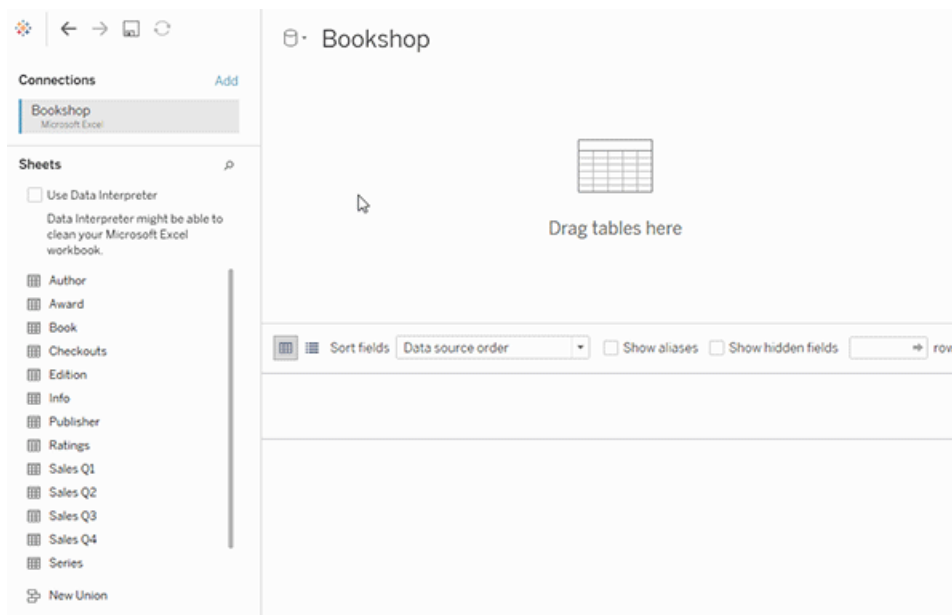 Bookshop
Connections
Add
Bookshop
Microsoft Excel
Sheets
Use Data Interpreter
Data Interpreter might be able to
clean your Microsoft Excel
workbook.
Author
Award
Book
Checkouts
Edition
Info
Publisher
Ratings
Sales Q1
Sales Q2
Sales Q3
Sales Q4
Series
New Union
Drag tables here
Sort fields Data source order Show aliases Show hidden fields